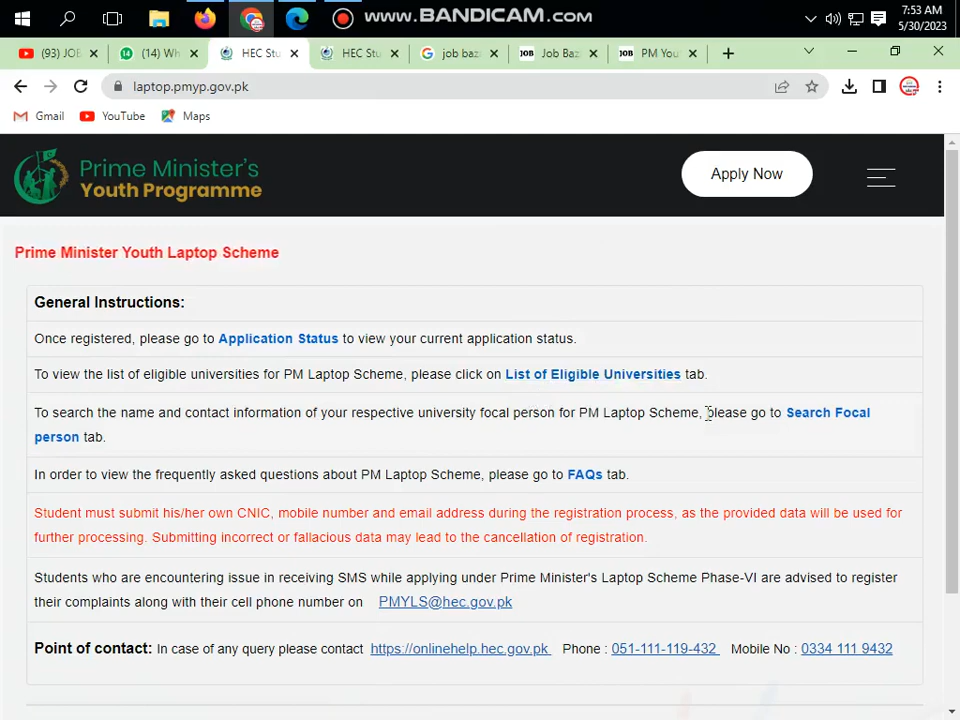 WWW.BANDICAM.COM
7:53 AM
5/30/2023
(93) JOB
(14) Wh
HEC Stu
HEC Stu
job baz
Job Baz
PM You
laptop.pmyp.gov.pk
Gmail
YouTube
Maps
Prime Minister's
Youth Programme
Apply Now
Prime Minister Youth Laptop Scheme
General Instructions:
Once registered, please go to Application Status to view your current application status.
To view the list of eligible universities for PM Laptop Scheme, please click on List of Eligible Universities tab.
To search the name and contact information of your respective university focal person for PM Laptop Scheme, please go to Search Focal
person tab.
In order to view the frequently asked questions about PM Laptop Scheme, please go to FAQs tab.
Student must submit his/her own CNIC, mobile number and email address during the registration process, as the provided data will be used for
further processing. Submitting incorrect or fallacious data may lead to the cancellation of registration.
Students who are encountering issue in receiving SMS while applying under Prime Minister's Laptop Scheme Phase-VI are advised to register
their complaints along with their cell phone number on PMYLS@hec.gov.pk
Point of contact: In case of any query please contact https://onlinehelp.hec.gov.pk Phone : 051-111-119-432 Mobile No : 0334 111 9432